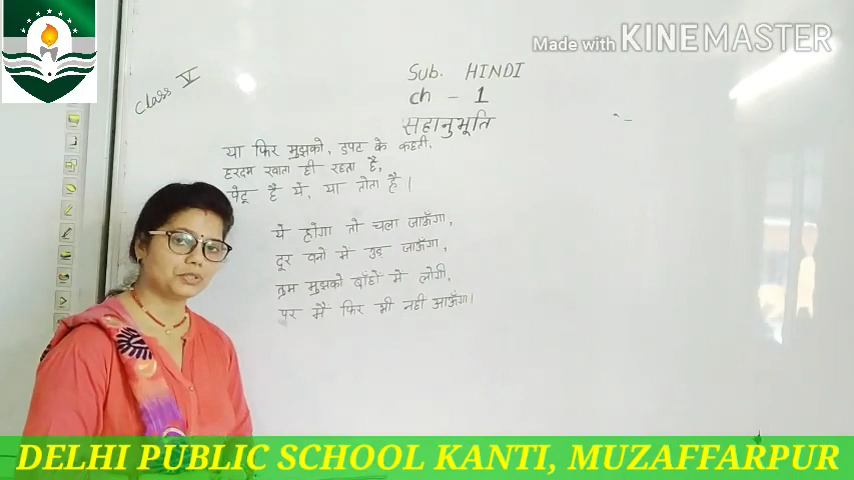 Made with KINEMASTER
Class V
Sub. HINDI
ch - 1
सहानुभूति
या फिर मुझको, डपट के कहती,
हरदम खाता ही रहता है,
पेटू है ये, या तोता है।
ये होगा तो चला जाऊँगा,
दूर वनो में उड़ जाऊँगा,
तुम मुझको बाँहों में लोगी,
पर मैं फिर भी नही आऊँगा।
DELHI PUBLIC SCHOOL KANTI, MUZAFFARPUR